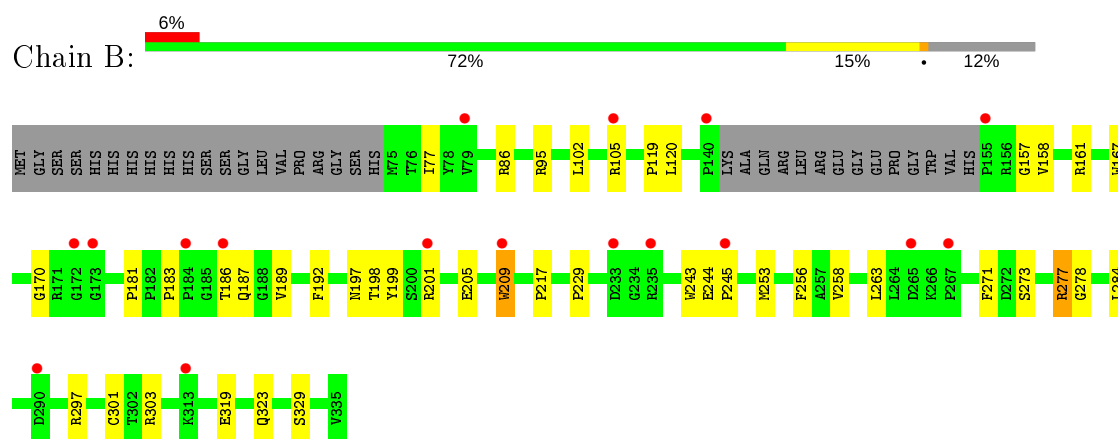 6%
Chain B:
72% 15% • 12%
MET GLY SER SER HIS HIS HIS HIS HIS HIS SER SER GLY LEU VAL PRO ARG GLY SER HIS M75 T76 I77 Y78 V79 R86 R95 L102 R105 P119 L120 P140 LYS ALA GLN ARG LEU ARG GLU GLY GLU PRO GLY TRP VAL HIS P155 R156 G157 V158 R161 W167
G170 R171 G172 G173 P181 P182 P183 P184 G185 T186 Q187 G188 V189 F192 N197 T198 Y199 S200 R201 E205 W209 P217 P229 D233 G234 R235 W243 E244 P245 M253 F256 A257 V258 L263 L264 D265 K266 P267 F271 D272 S273 R277 G278 L284
D290 R297 C301 T302 R303 K313 E319 Q323 S329 V335